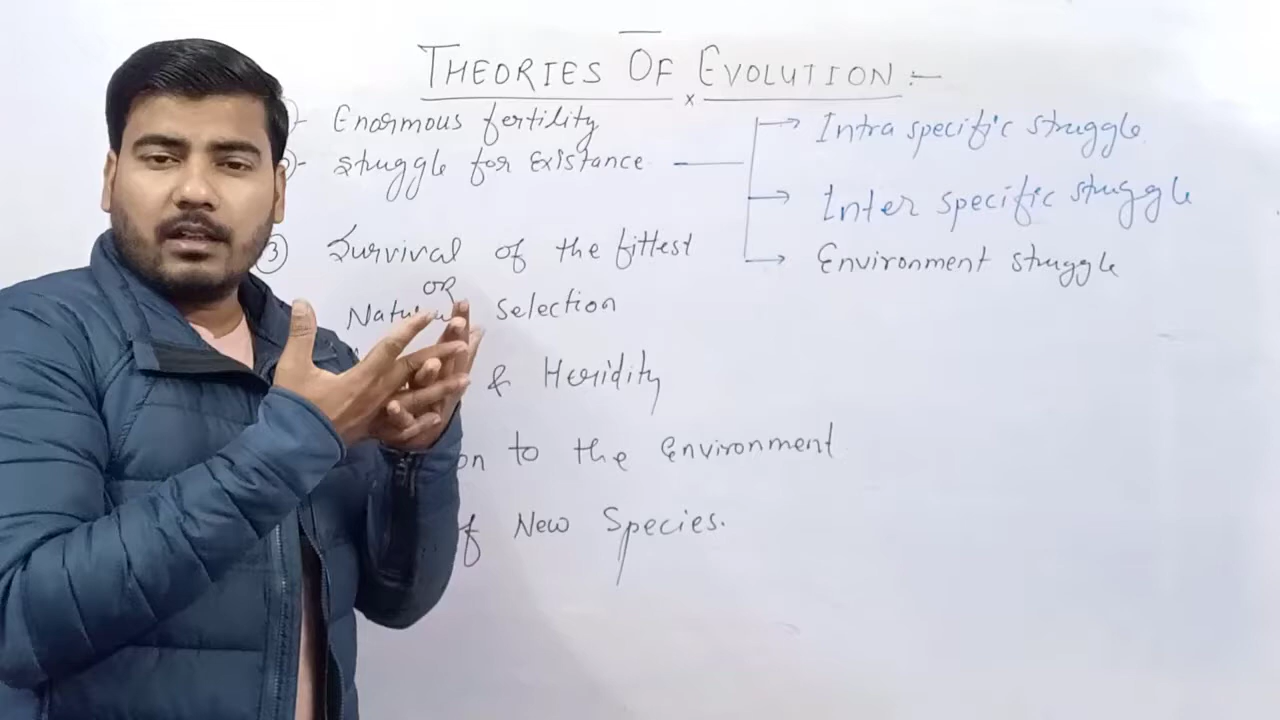 THEORIES OF EVOLUTION :-
Enormous fertility
struggle for Existance
Intra specific struggle
Inter specific struggle
Environment struggle
③ Survival of the fittest
or
selection
& Heridity
to the Environment
New Species.